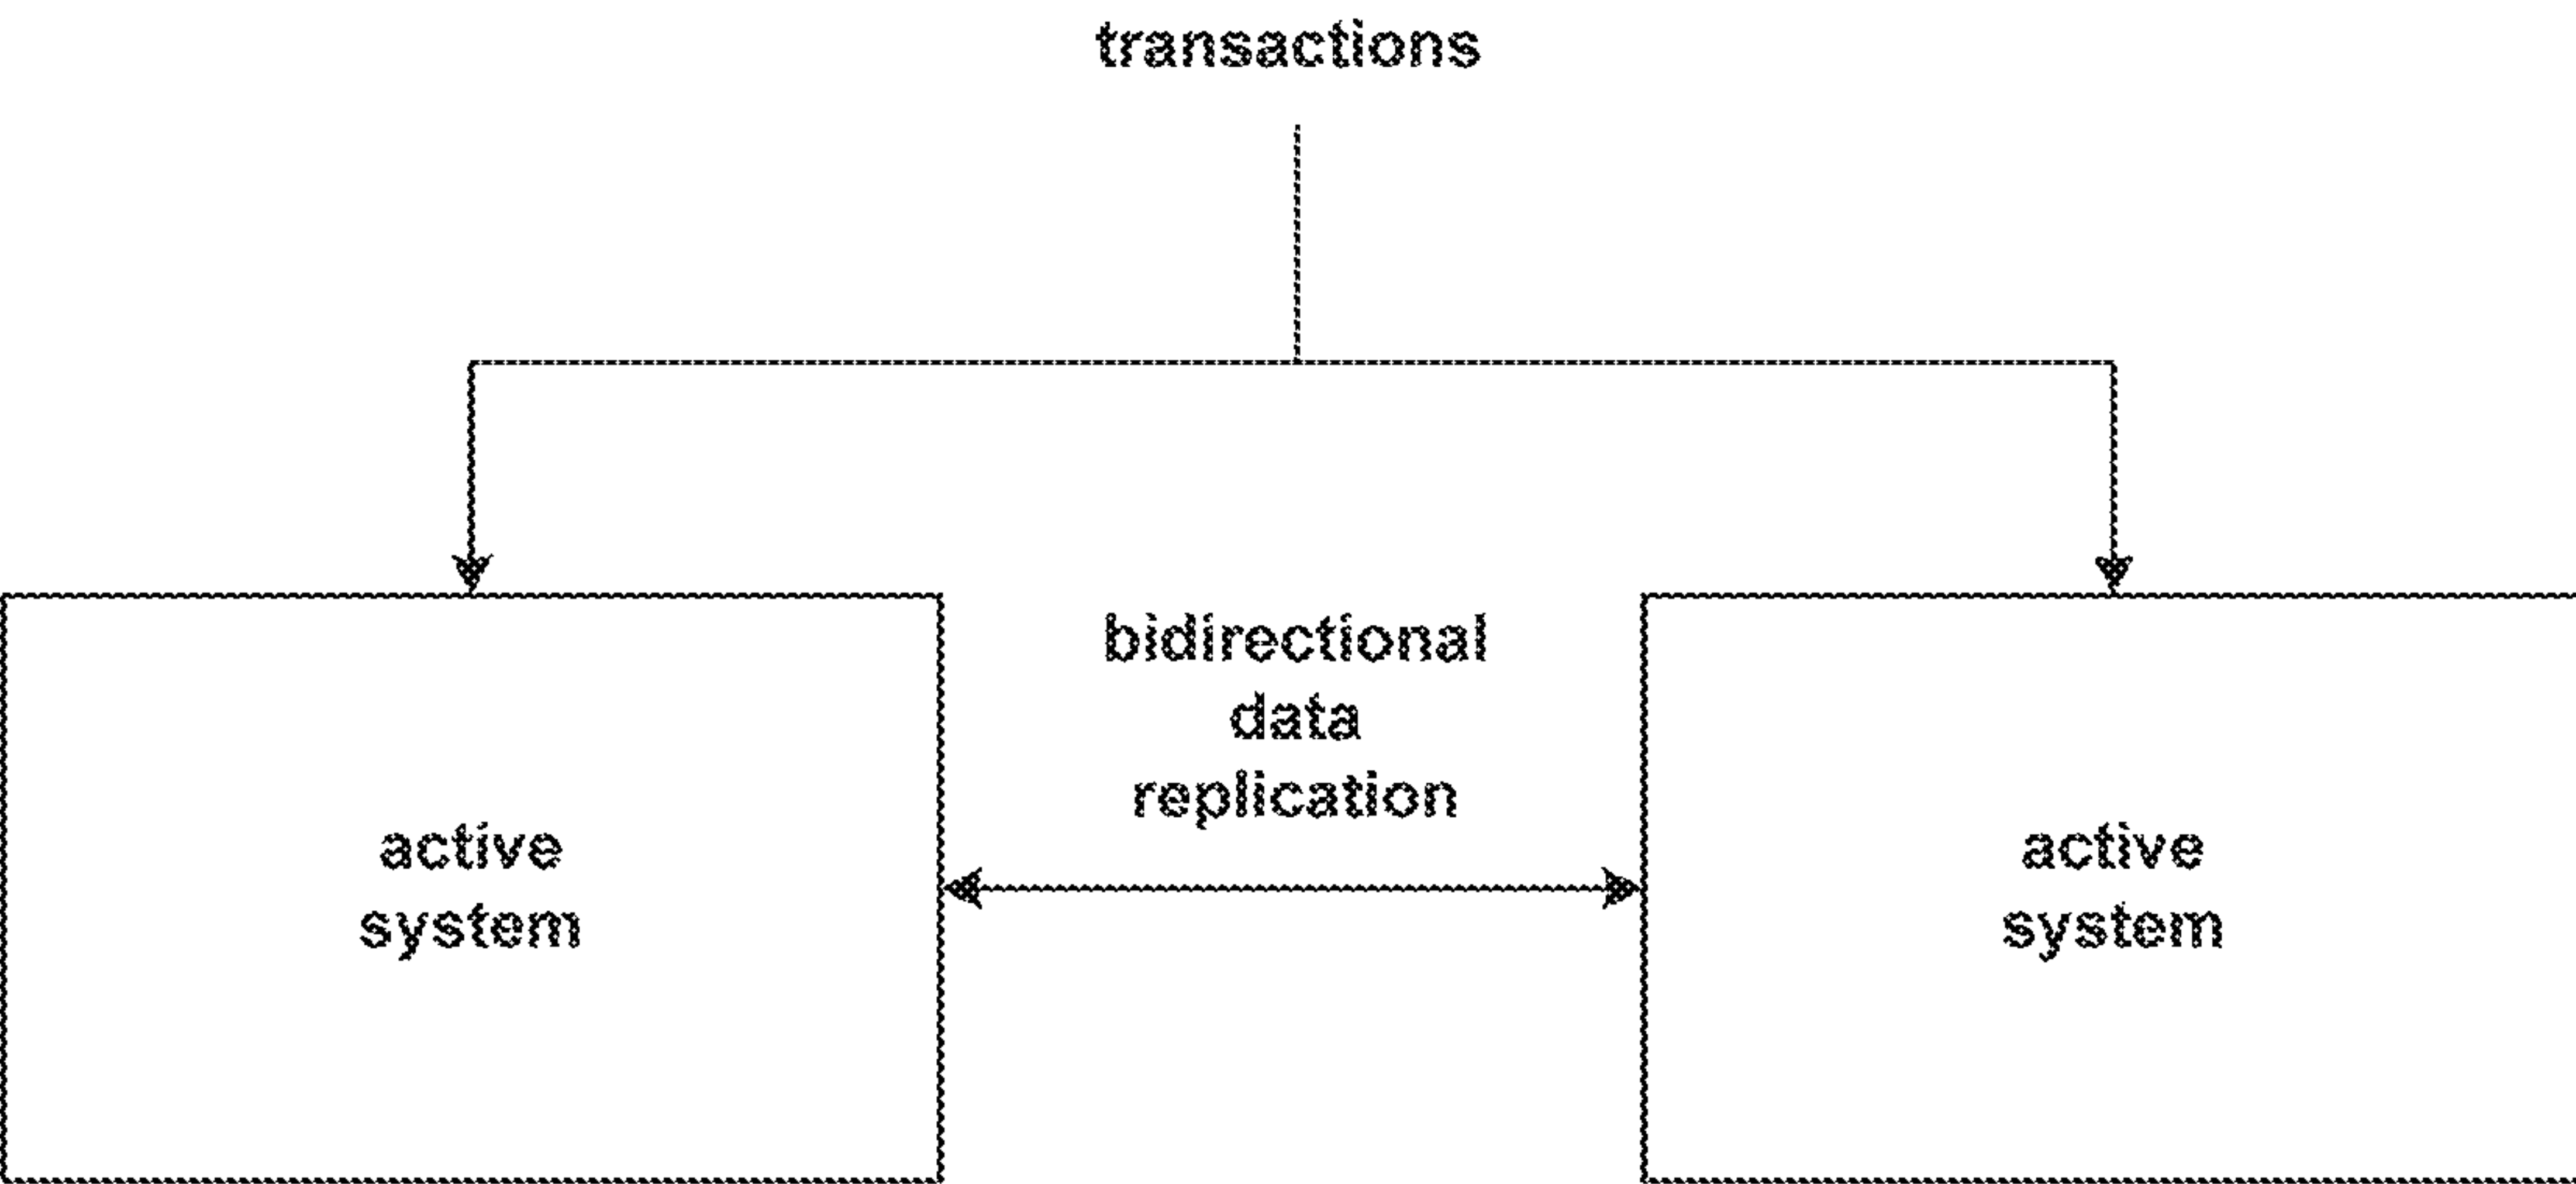 transactions
bidirectional
data
replication
active
system
active
system